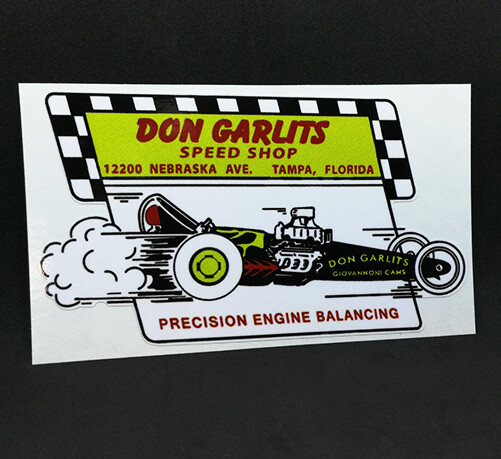 DON GARLITS
SPEED SHOP
12200 NEBRASKA AVE. TAMPA, FLORIDA
DON GARLITS
GIOVANNONI CAMS
PRECISION ENGINE BALANCING